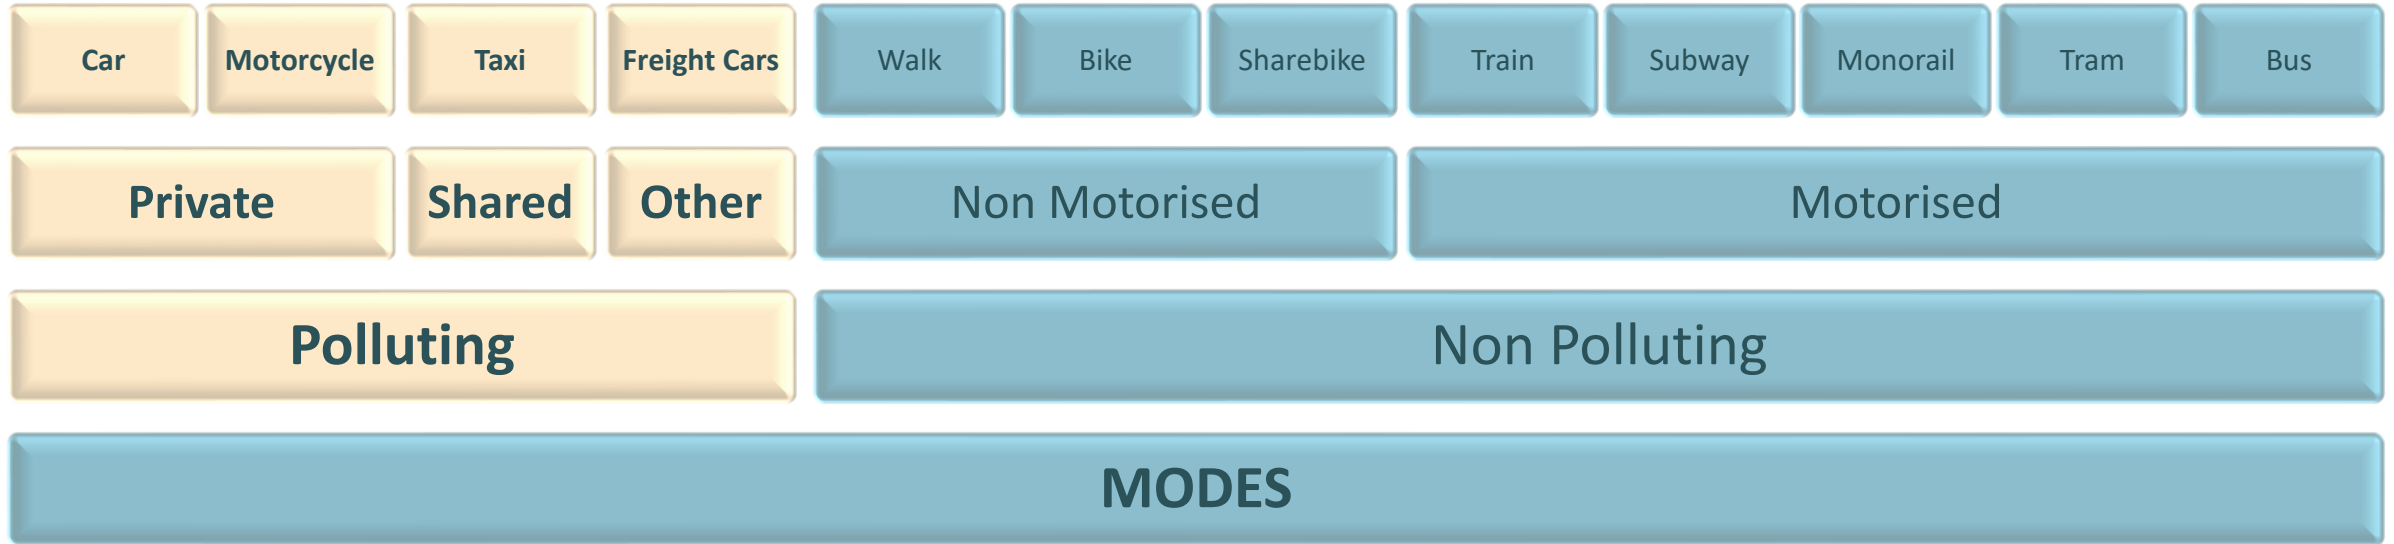 Car
Motorcycle
Taxi
Freight Cars
Walk
Bike
Sharebike
Train
Subway
Monorail
Tram
Bus
Private
Shared
Other
Non Motorised
Motorised
Polluting
Non Polluting
MODES